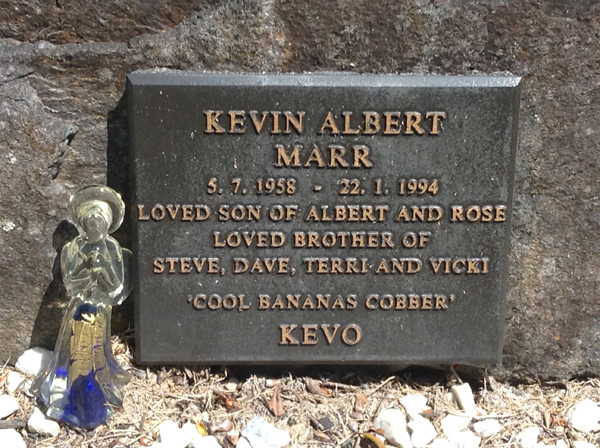 KEVIN ALBERT
MARR
5. 7. 1958 - 22. 1. 1994
LOVED SON OF ALBERT AND ROSE
LOVED BROTHER OF
STEVE, DAVE, TERRI AND VICKI
'COOL BANANAS COBBER'
KEVO